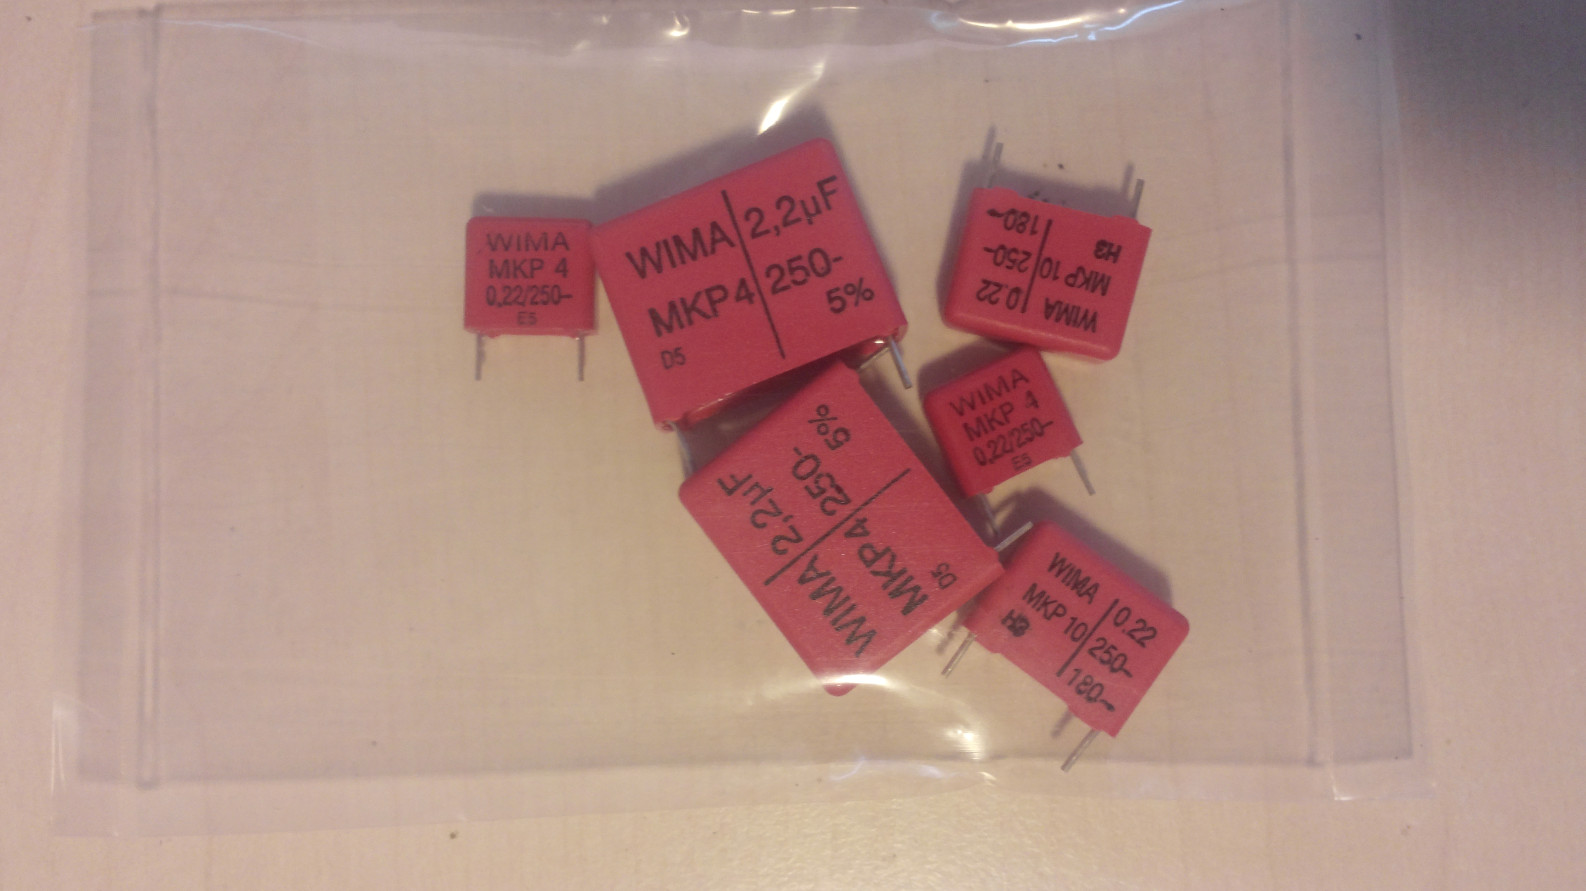 WIMA
MKP 4
0,22/250-
E5
WIMA 2,2µF
MKP4 250-
5%
D5
WIMA 0.22
MKP 10 250-
H3 180~
WIMA
MKP 4
0,22/250-
E5
WIMA 2,2µF
MKP4 250-
D5 5%
WIMA 0.22
MKP 10 250-
H3 180~